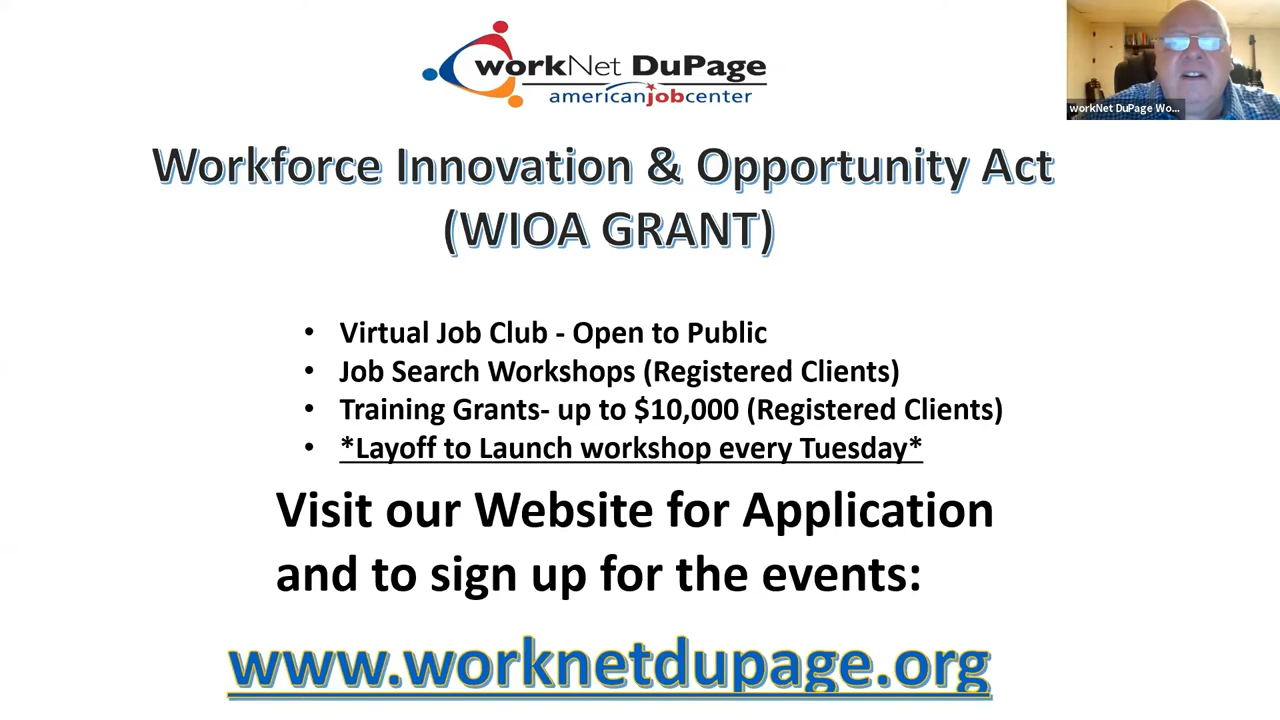 workNet DuPage
americanjobcenter
workNet DuPage Wo...
Workforce Innovation & Opportunity Act
(WIOA GRANT)
• Virtual Job Club - Open to Public
• Job Search Workshops (Registered Clients)
• Training Grants- up to $10,000 (Registered Clients)
• *Layoff to Launch workshop every Tuesday*
Visit our Website for Application
and to sign up for the events:
www.worknetdupage.org